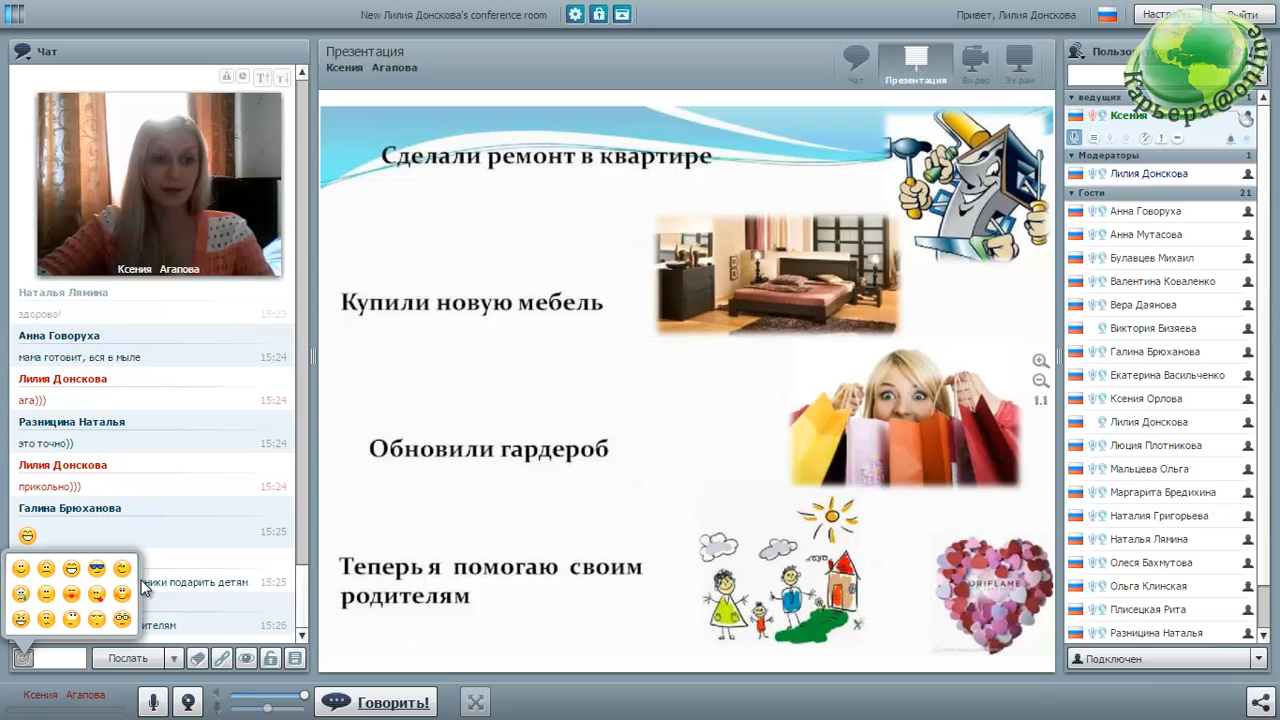 New Лилия Донскова's conference room
Привет, Лилия Донскова
Выйти
Карьера@online
Чат
Ксения Агапова
Наталья Лямина
здорово!
15:23
Анна Говоруха
мама готовит, вся в мыле
15:24
Лилия Донскова
ага)))
15:24
Разницина Наталья
это точно))
15:24
Лилия Донскова
прикольно)))
15:24
Галина Брюханова
15:25
подарить детям
15:25
15:26
Послать
Презентация
Ксения Агапова
Чат
Презентация
Видео
Экран
Сделали ремонт в квартире
Купили новую мебель
Обновили гардероб
Теперь я помогаю своим
родителям
ORIFLAME
1.1
ведущих
1
Ксения
Модераторы
1
Лилия Донскова
Гости
21
Анна Говоруха
Анна Мутасова
Булавцев Михаил
Валентина Коваленко
Вера Даянова
Виктория Бизяева
Галина Брюханова
Екатерина Васильченко
Ксения Орлова
Лилия Донскова
Люция Плотникова
Мальцева Ольга
Маргарита Бредихина
Наталия Григорьева
Наталья Лямина
Олеся Бахмутова
Ольга Клинская
Плисецкая Рита
Разницина Наталья
Подключен
Ксения Агапова
Говорить!